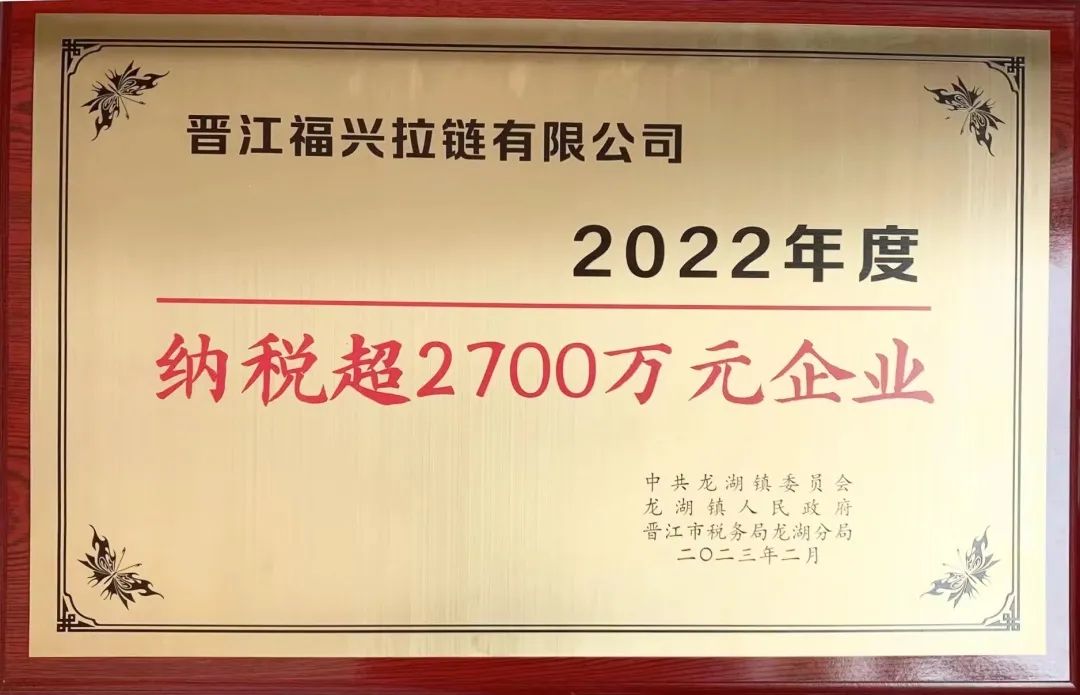 晋江福兴拉链有限公司
2022年度
纳税超2700万元企业
中共龙湖镇委员会
龙湖镇人民政府
晋江市税务局龙湖分局
二〇二三年二月